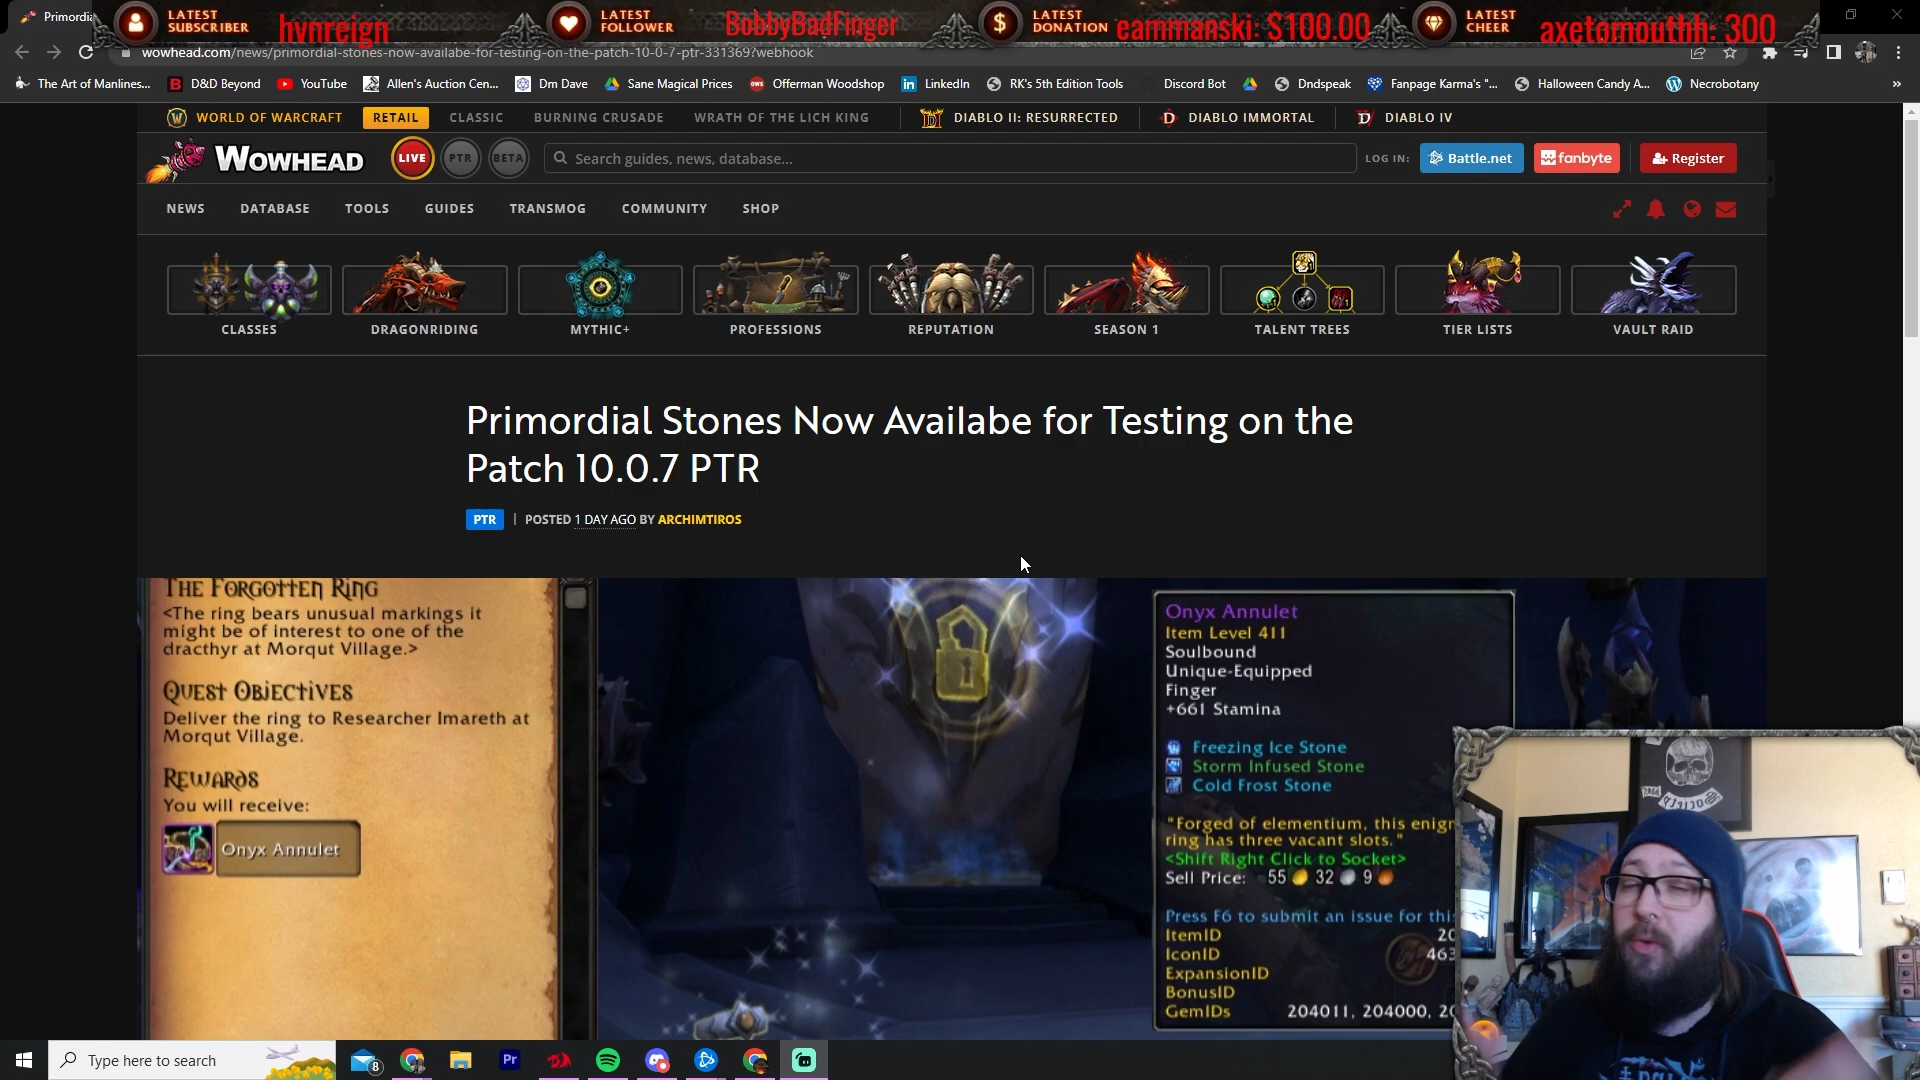 Primordia
LATEST SUBSCRIBER
hvnreign
LATEST FOLLOWER
BobbyBadFinger
LATEST DONATION
eammanski: $100.00
LATEST CHEER
axetomouthh: 300
wowhead.com/news/primordial-stones-now-availabe-for-testing-on-the-patch-10-0-7-ptr-331369?webhook
The Art of Manlines... D&D Beyond YouTube Allen's Auction Cen... Dm Dave Sane Magical Prices Offerman Woodshop LinkedIn RK's 5th Edition Tools Discord Bot Dndspeak Fanpage Karma's "... Halloween Candy A... Necrobotany »
WORLD OF WARCRAFT RETAIL CLASSIC BURNING CRUSADE WRATH OF THE LICH KING DIABLO II: RESURRECTED DIABLO IMMORTAL DIABLO IV
WOWHEAD LIVE PTR BETA Search guides, news, database... LOG IN: Battle.net fanbyte Register
NEWS DATABASE TOOLS GUIDES TRANSMOG COMMUNITY SHOP
CLASSES DRAGONRIDING MYTHIC+ PROFESSIONS REPUTATION SEASON 1 TALENT TREES TIER LISTS VAULT RAID
Primordial Stones Now Availabe for Testing on the
Patch 10.0.7 PTR
PTR | POSTED 1 DAY AGO BY ARCHIMTIROS
The Forgotten Ring
<The ring bears unusual markings it
might be of interest to one of the
dracthyr at Morqut Village.>
Quest Objectives
Deliver the ring to Researcher Imareth at
Morqut Village.
Rewards
You will receive:
Onyx Annulet
Onyx Annulet
Item Level 411
Soulbound
Unique-Equipped
Finger
+661 Stamina
Freezing Ice Stone
Storm Infused Stone
Cold Frost Stone
"Forged of elementium, this enigm
ring has three vacant slots."
<Shift Right Click to Socket>
Sell Price: 55 32 9
Press F6 to submit an issue for thi
ItemID 20
IconID 463
ExpansionID
BonusID
GemIDs 204011, 204000, 20
Type here to search
8
Pr